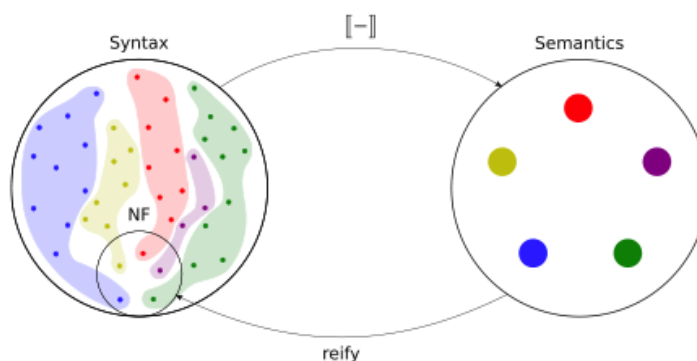 ⟦−⟧
Syntax
Semantics
NF
reify